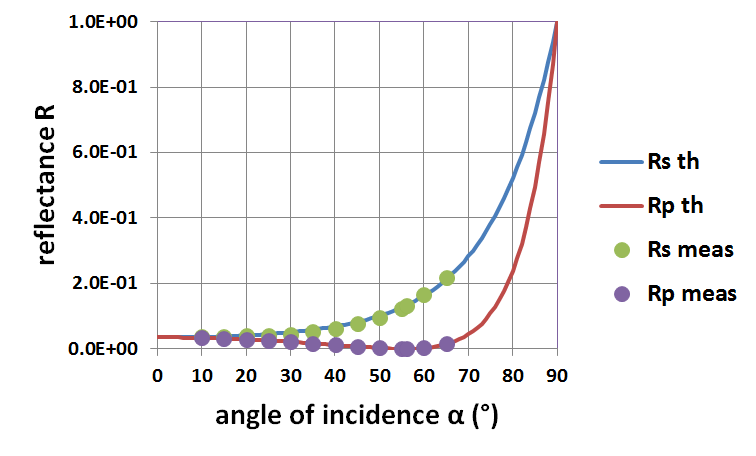 1.0E+00
8.0E-01
6.0E-01
4.0E-01
2.0E-01
0.0E+00
reflectance R
0 10 20 30 40 50 60 70 80 90
angle of incidence α (°)
Rs th
Rp th
Rs meas
Rp meas